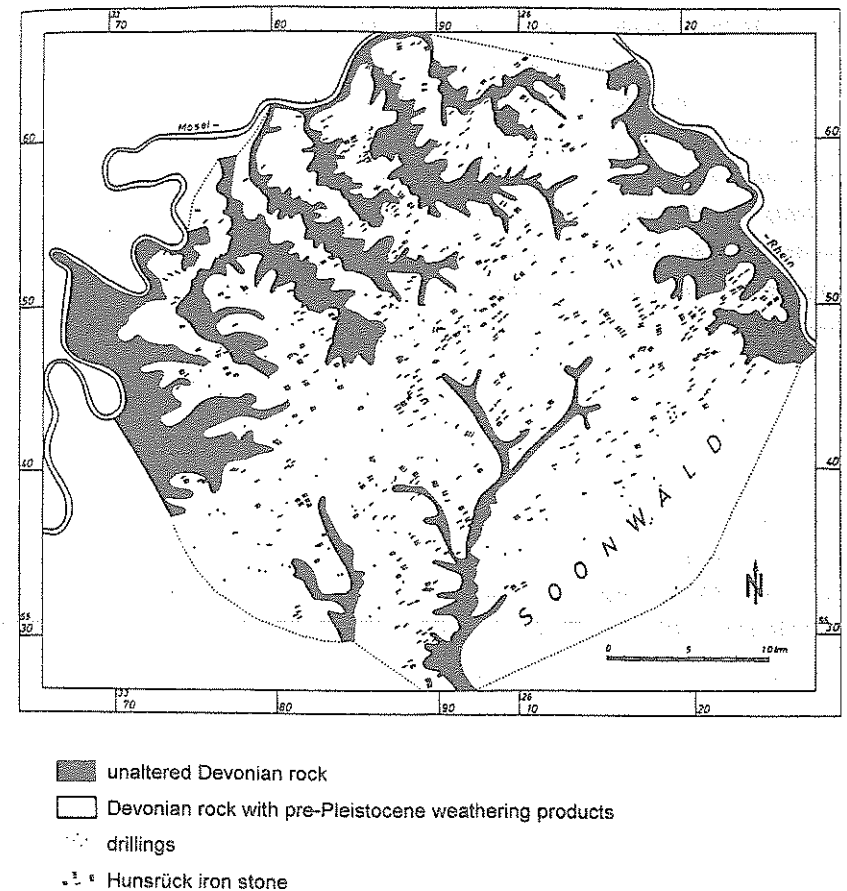 33 70 80 90 26 10 20
60 60
Mosel
Rhein
50 50
40 40
SOONWALD
N
55 30 55 30
0 5 10 km
33 70 80 90 26 10 20
unaltered Devonian rock
Devonian rock with pre-Pleistocene weathering products
drillings
Hunsrück iron stone